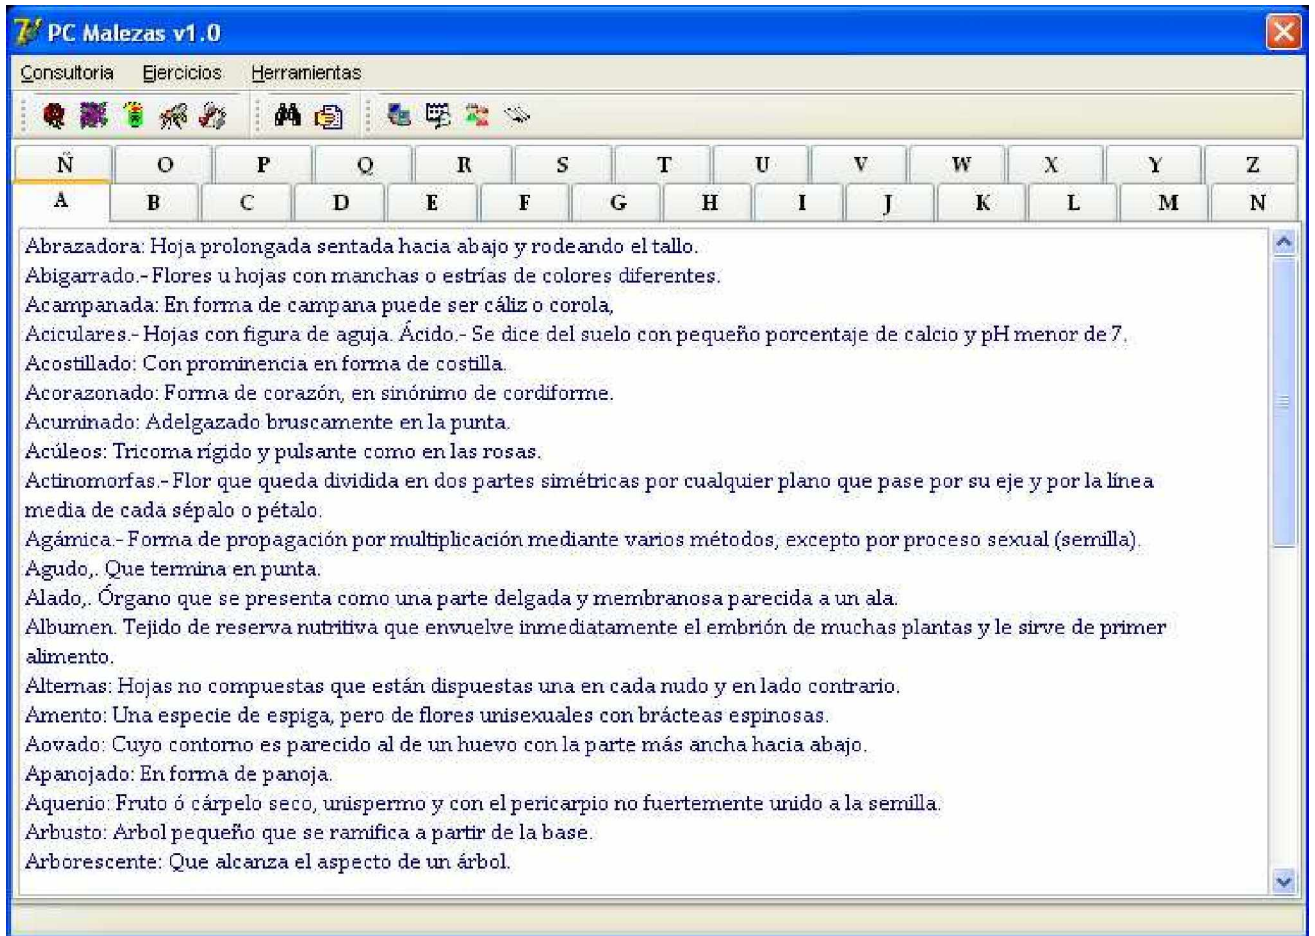 PC Malezas v1.0
Consultoria Ejercicios Herramientas
Ñ O P Q R S T U V W X Y Z
A B C D E F G H I J K L M N
Abrazadora: Hoja prolongada sentada hacia abajo y rodeando el tallo.
Abigarrado.- Flores u hojas con manchas o estrías de colores diferentes.
Acampanada: En forma de campana puede ser cáliz o corola,
Aciculares.- Hojas con figura de aguja. Ácido.- Se dice del suelo con pequeño porcentaje de calcio y pH menor de 7.
Acostillado: Con prominencia en forma de costilla.
Acorazonado: Forma de corazón, en sinónimo de cordiforme.
Acuminado: Adelgazado bruscamente en la punta.
Acúleos: Tricoma rígido y pulsante como en las rosas.
Actinomorfas.- Flor que queda dividida en dos partes simétricas por cualquier plano que pase por su eje y por la línea
media de cada sépalo o pétalo.
Agámica.- Forma de propagación por multiplicación mediante varios métodos, excepto por proceso sexual (semilla).
Agudo,. Que termina en punta.
Alado,. Órgano que se presenta como una parte delgada y membranosa parecida a un ala.
Albumen. Tejido de reserva nutritiva que envuelve inmediatamente el embrión de muchas plantas y le sirve de primer
alimento.
Alternas: Hojas no compuestas que están dispuestas una en cada nudo y en lado contrario.
Amento: Una especie de espiga, pero de flores unisexuales con brácteas espinosas.
Aovado: Cuyo contorno es parecido al de un huevo con la parte más ancha hacia abajo.
Apanojado: En forma de panoja.
Aquenio: Fruto ó cárpelo seco, unispermo y con el pericarpio no fuertemente unido a la semilla.
Arbusto: Arbol pequeño que se ramifica a partir de la base.
Arborescente: Que alcanza el aspecto de un árbol.